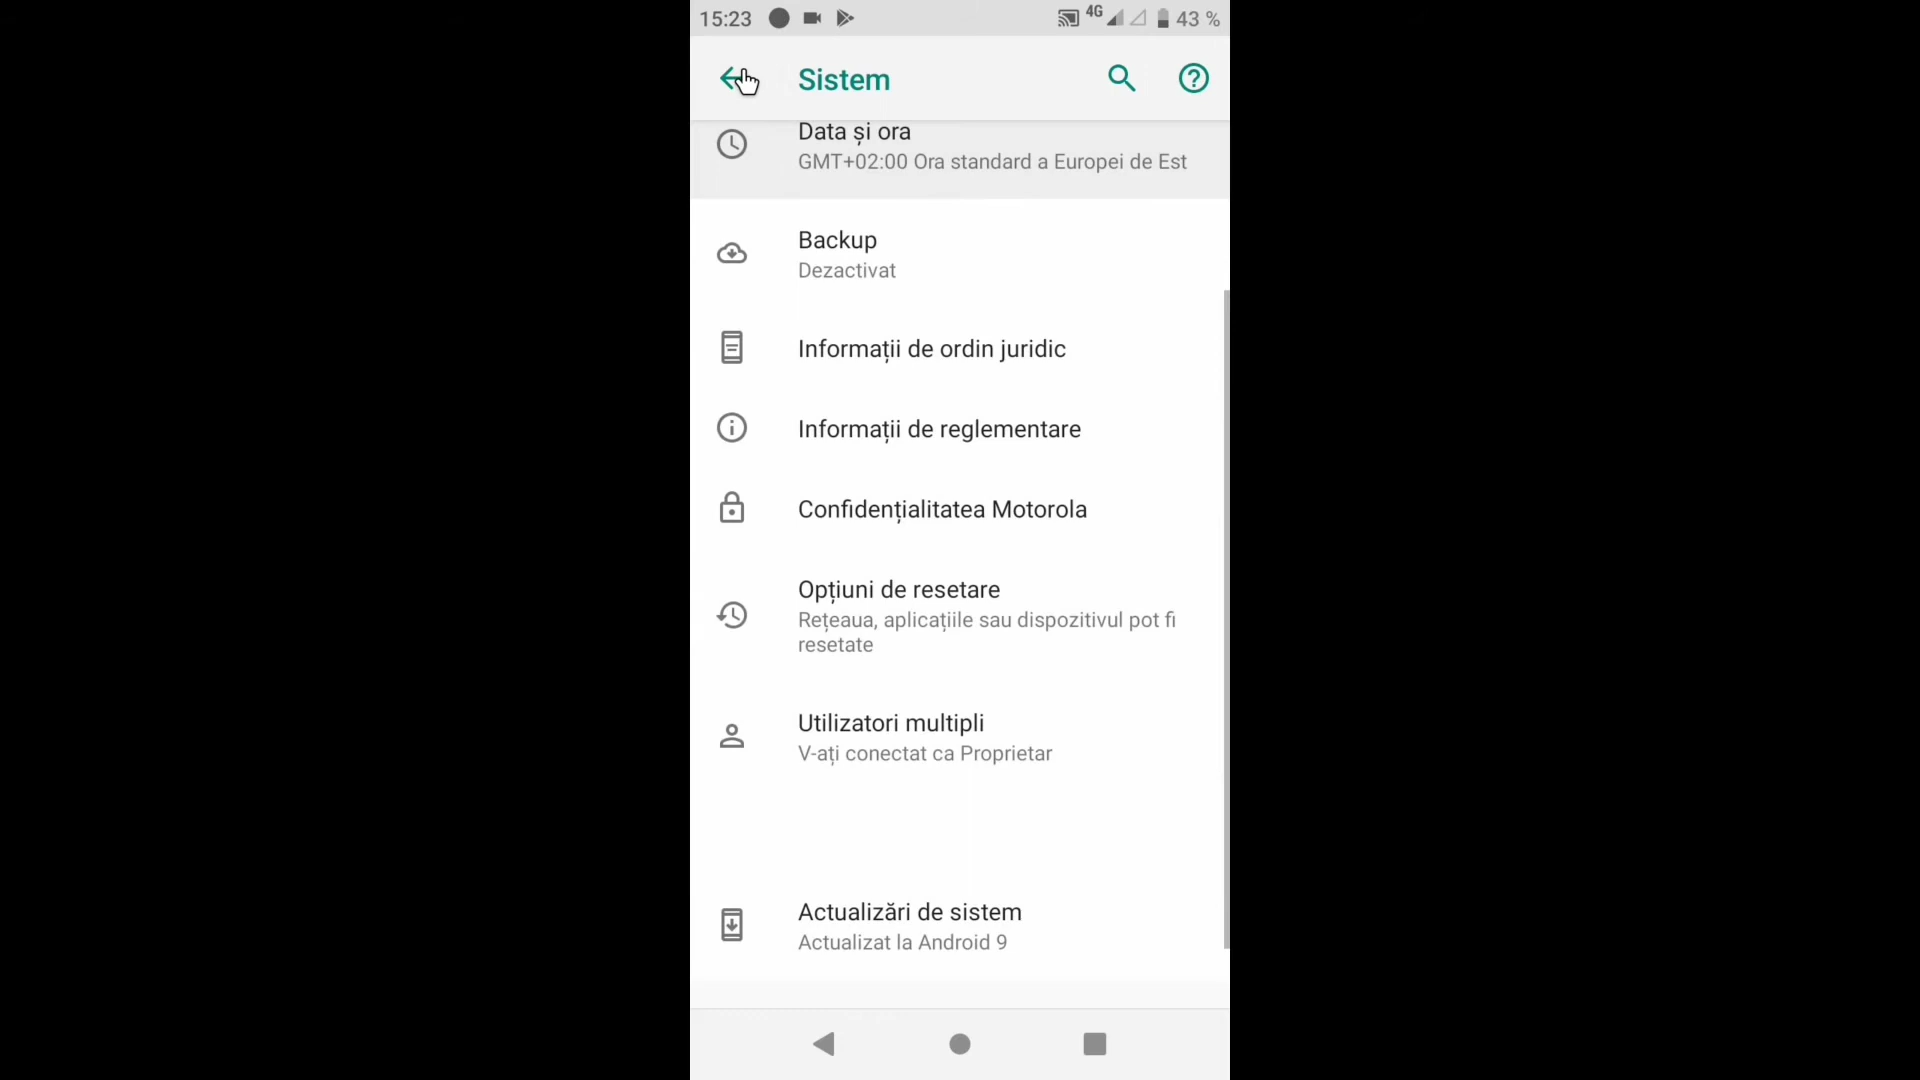 15:23
4G
43 %
Sistem
Data și ora
GMT+02:00 Ora standard a Europei de Est
Backup
Dezactivat
Informații de ordin juridic
Informații de reglementare
Confidențialitatea Motorola
Opțiuni de resetare
Rețeaua, aplicațiile sau dispozitivul pot fi
resetate
Utilizatori multipli
V-ați conectat ca Proprietar
Actualizări de sistem
Actualizat la Android 9